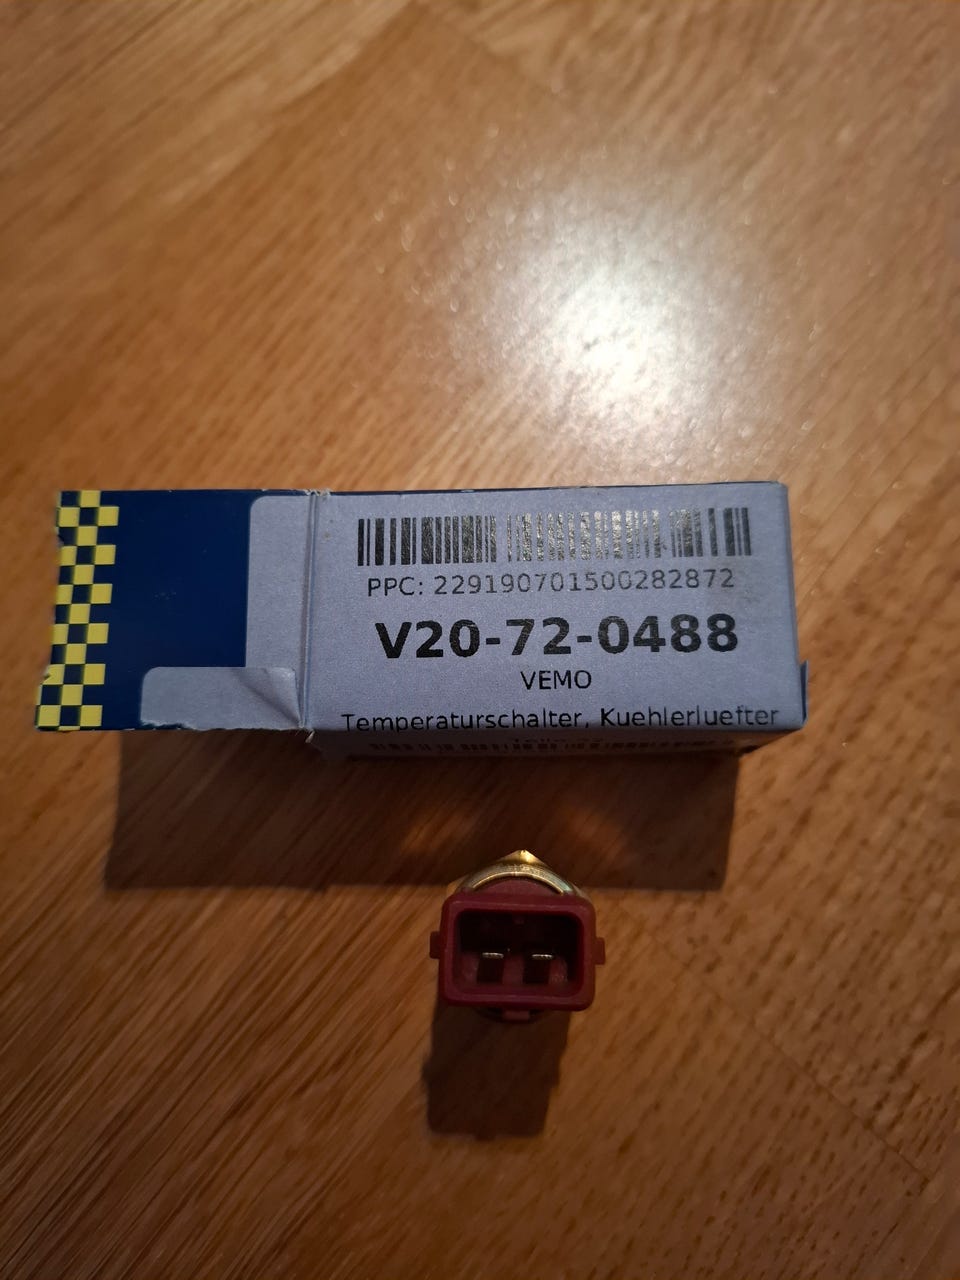 PPC: 229190701500282872
V20-72-0488
VEMO
Temperaturschalter, Kuehlerluefter